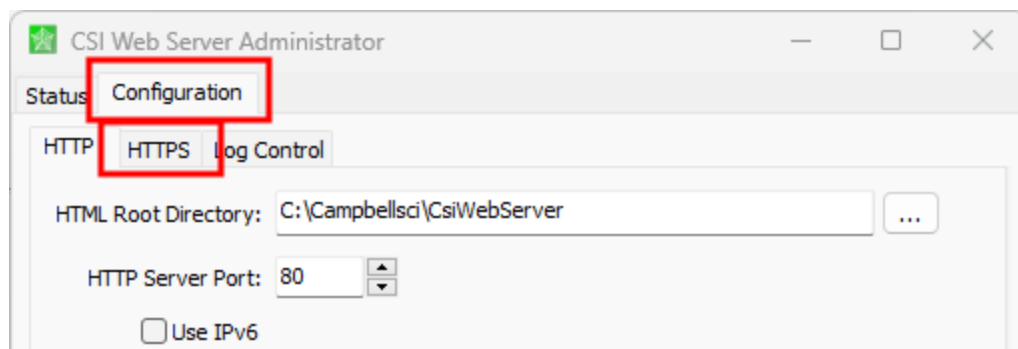 CSI Web Server Administrator
Status Configuration
HTTP HTTPS Log Control
HTML Root Directory: C:\Campbellsci\CsiWebServer ...
HTTP Server Port: 80
Use IPv6